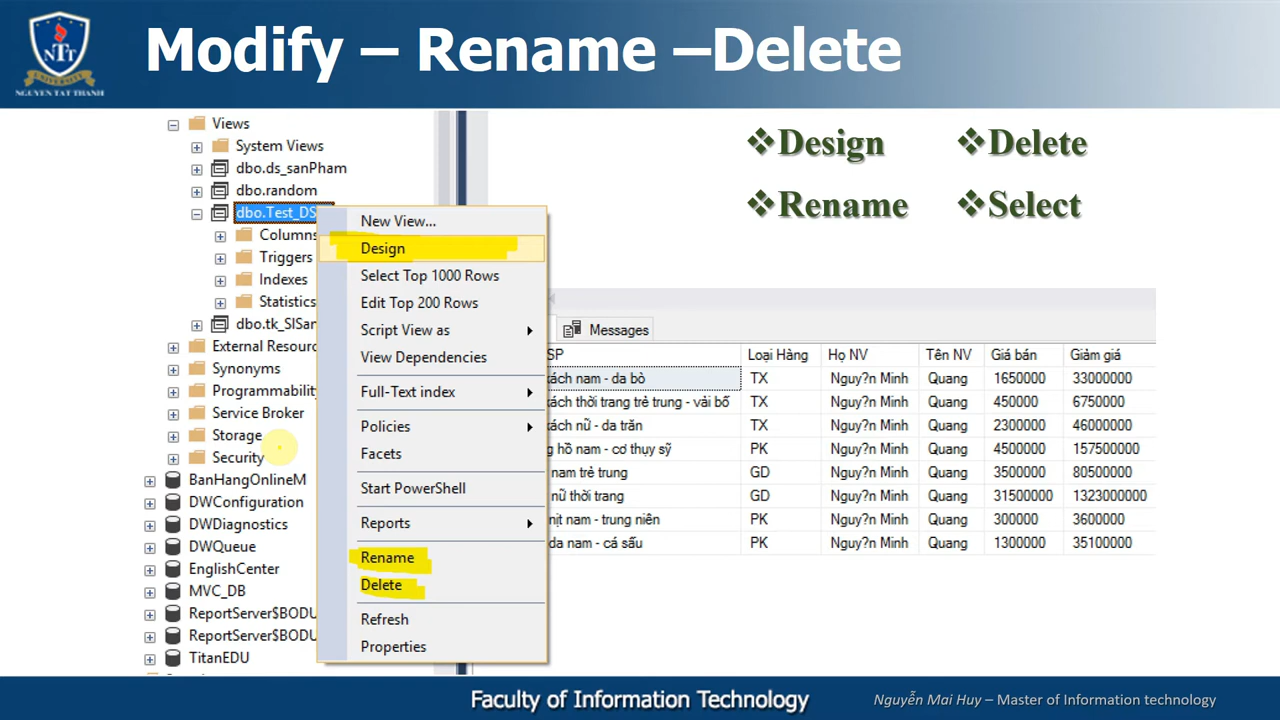 NTT
UNIVERSITY
NGUYEN TAT THANH
Modify – Rename –Delete
❖Design
❖Delete
❖Rename
❖Select
Views
System Views
dbo.ds_sanPham
dbo.random
dbo.Test_DS
Columns
Triggers
Indexes
Statistics
dbo.tk_SlSan
External Resourc
Synonyms
Programmability
Service Broker
Storage
Security
BanHangOnlineM
DWConfiguration
DWDiagnostics
DWQueue
EnglishCenter
MVC_DB
ReportServer$BODU
ReportServer$BODU
TitanEDU
New View...
Design
Select Top 1000 Rows
Edit Top 200 Rows
Script View as
View Dependencies
Full-Text index
Policies
Facets
Start PowerShell
Reports
Rename
Delete
Refresh
Properties
Messages
SP Loại Hàng Họ NV Tên NV Giá bán Giảm giá
xách nam - da bò TX Nguy?n Minh Quang 1650000 33000000
xách thời trang trẻ trung - vải bố TX Nguy?n Minh Quang 450000 6750000
xách nữ - da trăn TX Nguy?n Minh Quang 2300000 46000000
g hồ nam - cơ thụy sỹ PK Nguy?n Minh Quang 4500000 157500000
nam trẻ trung GD Nguy?n Minh Quang 3500000 80500000
nữ thời trang GD Nguy?n Minh Quang 31500000 1323000000
nịt nam - trung niên PK Nguy?n Minh Quang 300000 3600000
da nam - cá sấu PK Nguy?n Minh Quang 1300000 35100000
Faculty of Information Technology
Nguyễn Mai Huy – Master of Information technology